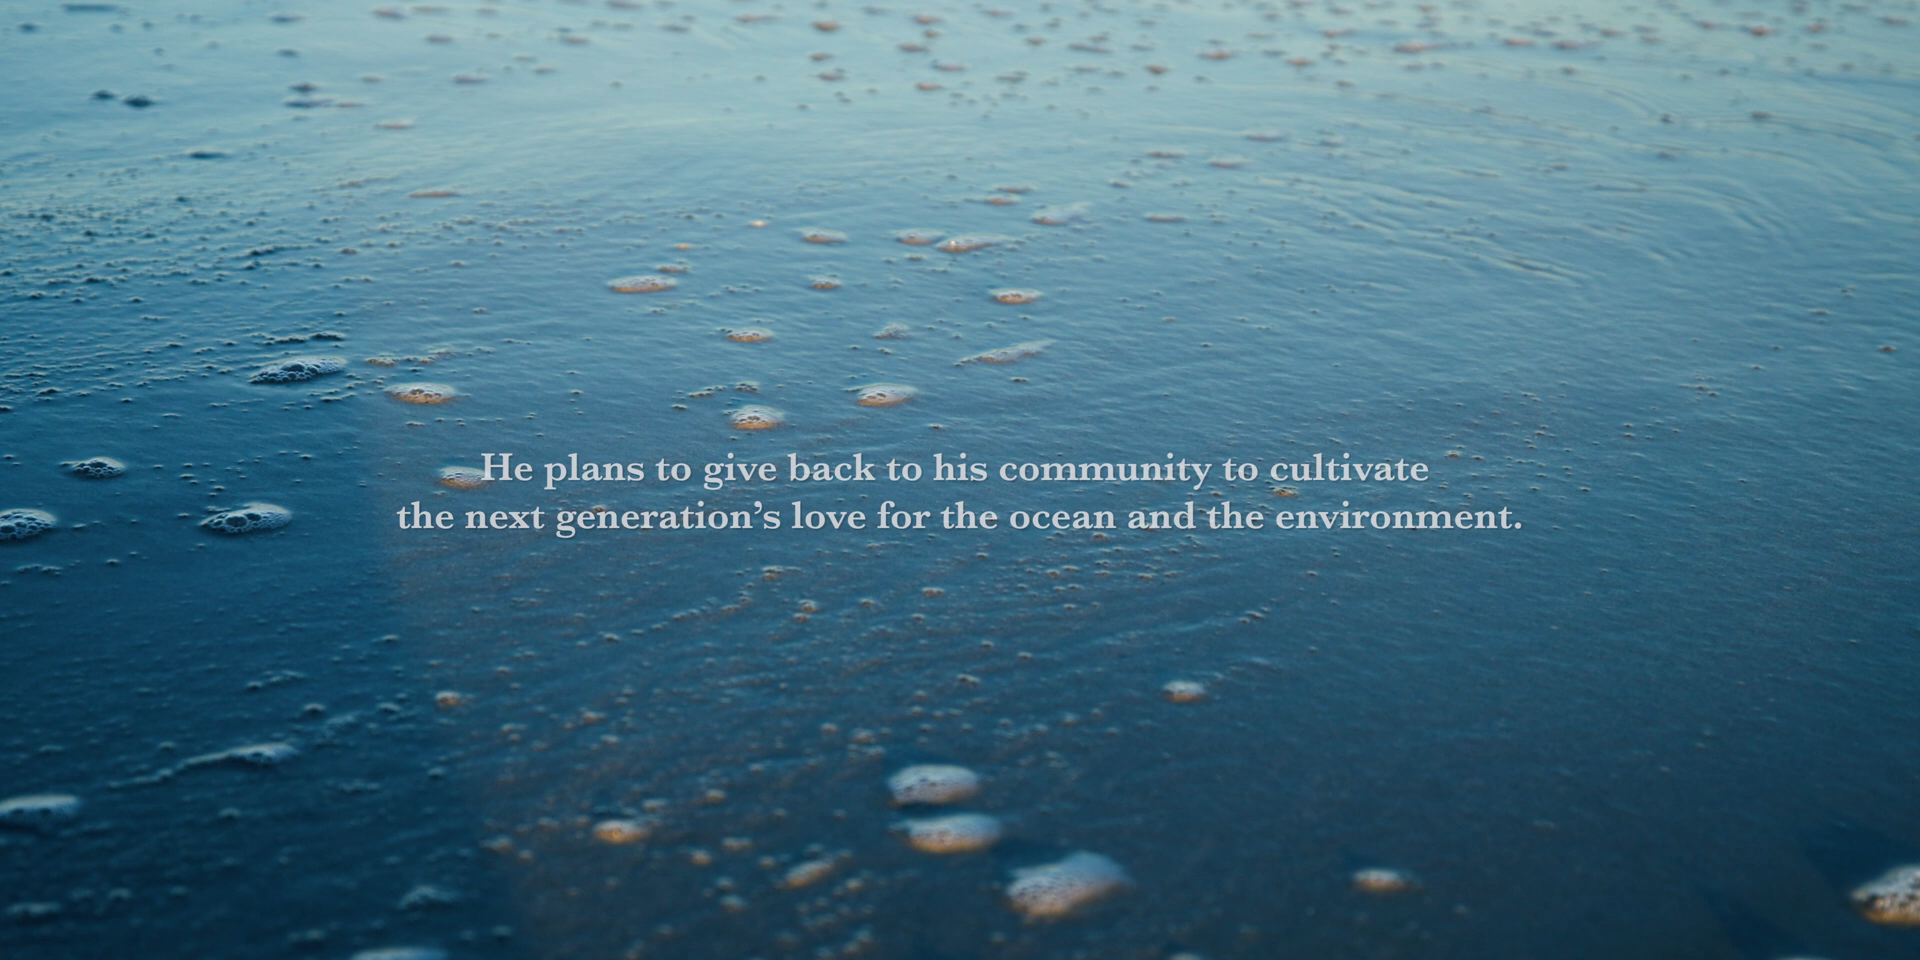 He plans to give back to his community to cultivate
the next generation’s love for the ocean and the environment.